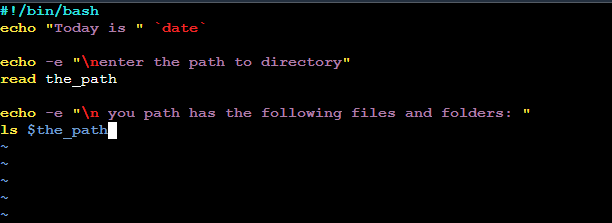 #!/bin/bash
echo "Today is " `date`
echo -e "\nenter the path to directory"
read the_path
echo -e "\n you path has the following files and folders: "
ls $the_path
~
~
~
~
~